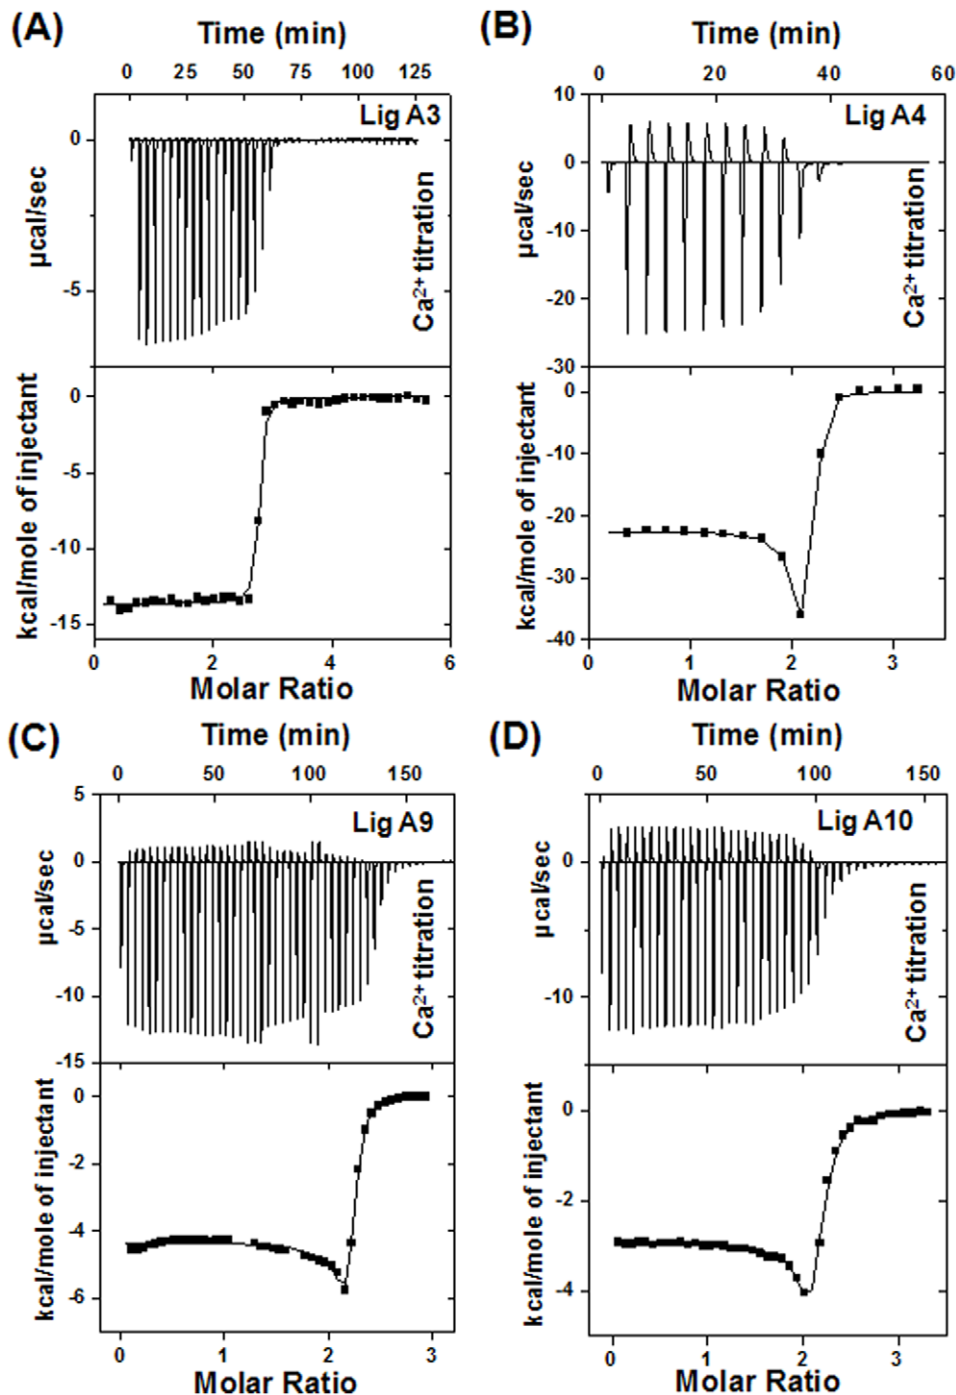 (A)
Time (min)
0 25 50 75 100 125
Lig A3
0
-5
µcal/sec
Ca²⁺ titration
0
-5
-10
-15
kcal/mole of injectant
0 2 4 6
Molar Ratio
(B)
Time (min)
0 20 40 60
10
Lig A4
0
-10
-20
-30
µcal/sec
Ca²⁺ titration
0
-10
-20
-30
-40
kcal/mole of injectant
0 1 2 3
Molar Ratio
(C)
Time (min)
0 50 100 150
5
Lig A9
0
-5
-10
-15
µcal/sec
Ca²⁺ titration
0
-2
-4
-6
kcal/mole of injectant
0 1 2 3
Molar Ratio
(D)
Time (min)
0 50 100 150
Lig A10
0
-10
µcal/sec
Ca²⁺ titration
0
-2
-4
kcal/mole of injectant
0 1 2 3
Molar Ratio